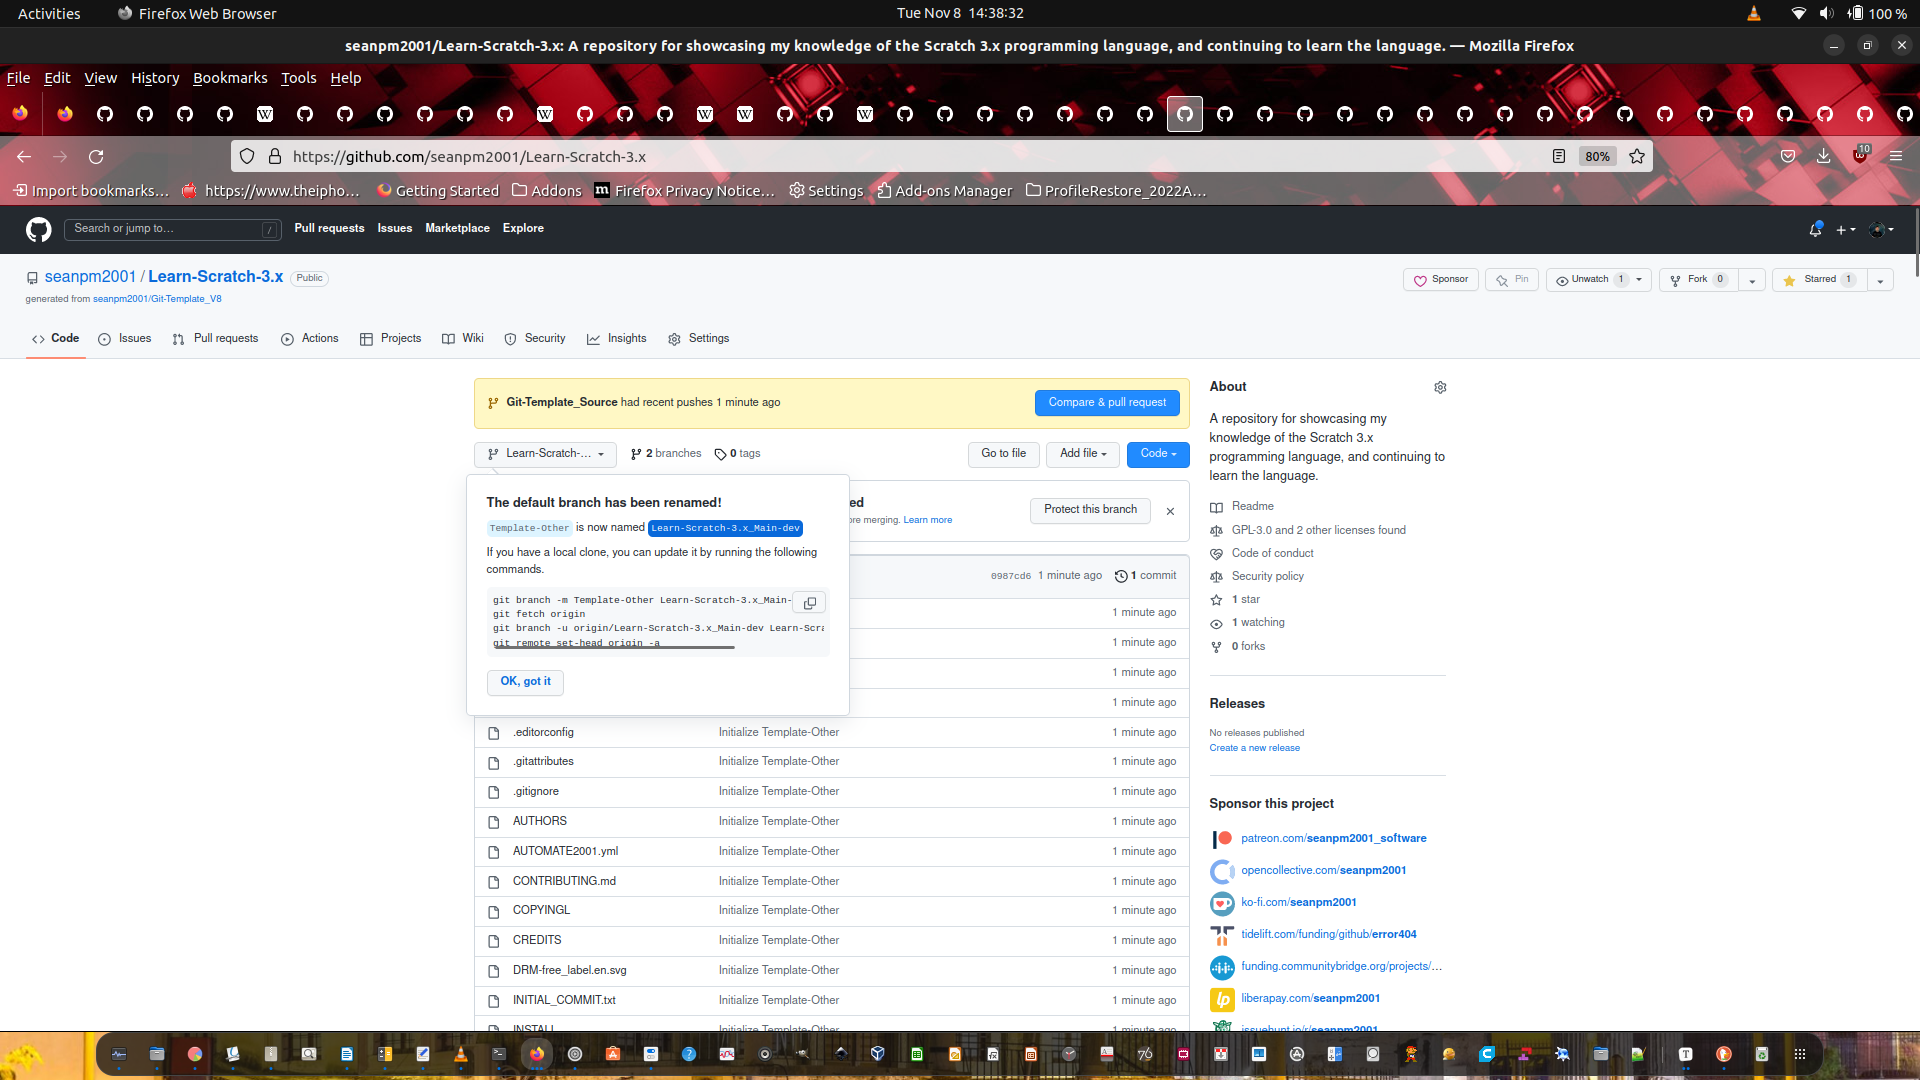 Activities
Firefox Web Browser
Tue Nov 8 14:38:32
100 %
seanpm2001/Learn-Scratch-3.x: A repository for showcasing my knowledge of the Scratch 3.x programming language, and continuing to learn the language. — Mozilla Firefox
File Edit View History Bookmarks Tools Help
https://github.com/seanpm2001/Learn-Scratch-3.x
80%
10
Import bookmarks…
https://www.theipho…
Getting Started
Addons
Firefox Privacy Notice…
Settings
Add-ons Manager
ProfileRestore_2022A…
Search or jump to…
/
Pull requests Issues Marketplace Explore
seanpm2001 / Learn-Scratch-3.x Public
generated from seanpm2001/Git-Template_V8
Sponsor
Pin
Unwatch 1
Fork 0
Starred 1
Code Issues Pull requests Actions Projects Wiki Security Insights Settings
Git-Template_Source had recent pushes 1 minute ago
Compare & pull request
Learn-Scratch-…
2 branches
0 tags
Go to file
Add file
Code
The default branch has been renamed!
Template-Other is now named Learn-Scratch-3.x_Main-dev
If you have a local clone, you can update it by running the following
commands.
git branch -m Template-Other Learn-Scratch-3.x_Main-
git fetch origin
git branch -u origin/Learn-Scratch-3.x_Main-dev Learn-Scra
git remote set-head origin -a
OK, got it
ed
ore merging. Learn more
Protect this branch
0987cd6 1 minute ago 1 commit
1 minute ago
1 minute ago
1 minute ago
1 minute ago
.editorconfig Initialize Template-Other 1 minute ago
.gitattributes Initialize Template-Other 1 minute ago
.gitignore Initialize Template-Other 1 minute ago
AUTHORS Initialize Template-Other 1 minute ago
AUTOMATE2001.yml Initialize Template-Other 1 minute ago
CONTRIBUTING.md Initialize Template-Other 1 minute ago
COPYINGL Initialize Template-Other 1 minute ago
CREDITS Initialize Template-Other 1 minute ago
DRM-free_label.en.svg Initialize Template-Other 1 minute ago
INITIAL_COMMIT.txt Initialize Template-Other 1 minute ago
INSTALL Initialize Template-Other 1 minute ago
About
A repository for showcasing my
knowledge of the Scratch 3.x
programming language, and continuing to
learn the language.
Readme
GPL-3.0 and 2 other licenses found
Code of conduct
Security policy
1 star
1 watching
0 forks
Releases
No releases published
Create a new release
Sponsor this project
patreon.com/seanpm2001_software
opencollective.com/seanpm2001
ko-fi.com/seanpm2001
tidelift.com/funding/github/error404
funding.communitybridge.org/projects/…
liberapay.com/seanpm2001
issuehunt.io/r/seanpm2001